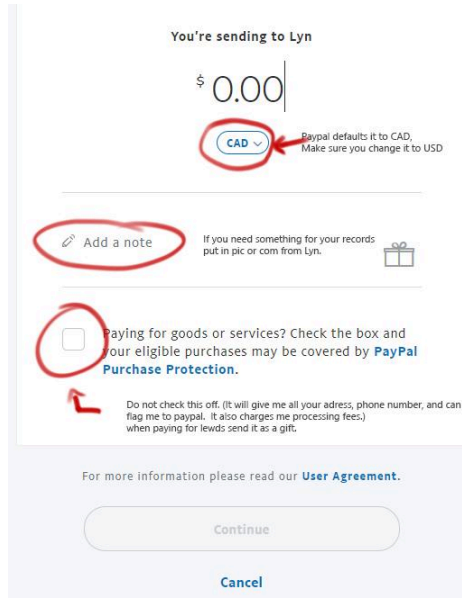 You're sending to Lyn
$ 0.00
CAD
Paypal defaults it to CAD,
Make sure you change it to USD
Add a note
If you need something for your records
put in pic or com from Lyn.
Paying for goods or services? Check the box and
your eligible purchases may be covered by PayPal
Purchase Protection.
Do not check this off. (It will give me all your adress, phone number, and can
flag me to paypal. It also charges me processing fees.)
when paying for lewds send it as a gift.
For more information please read our User Agreement.
Continue
Cancel